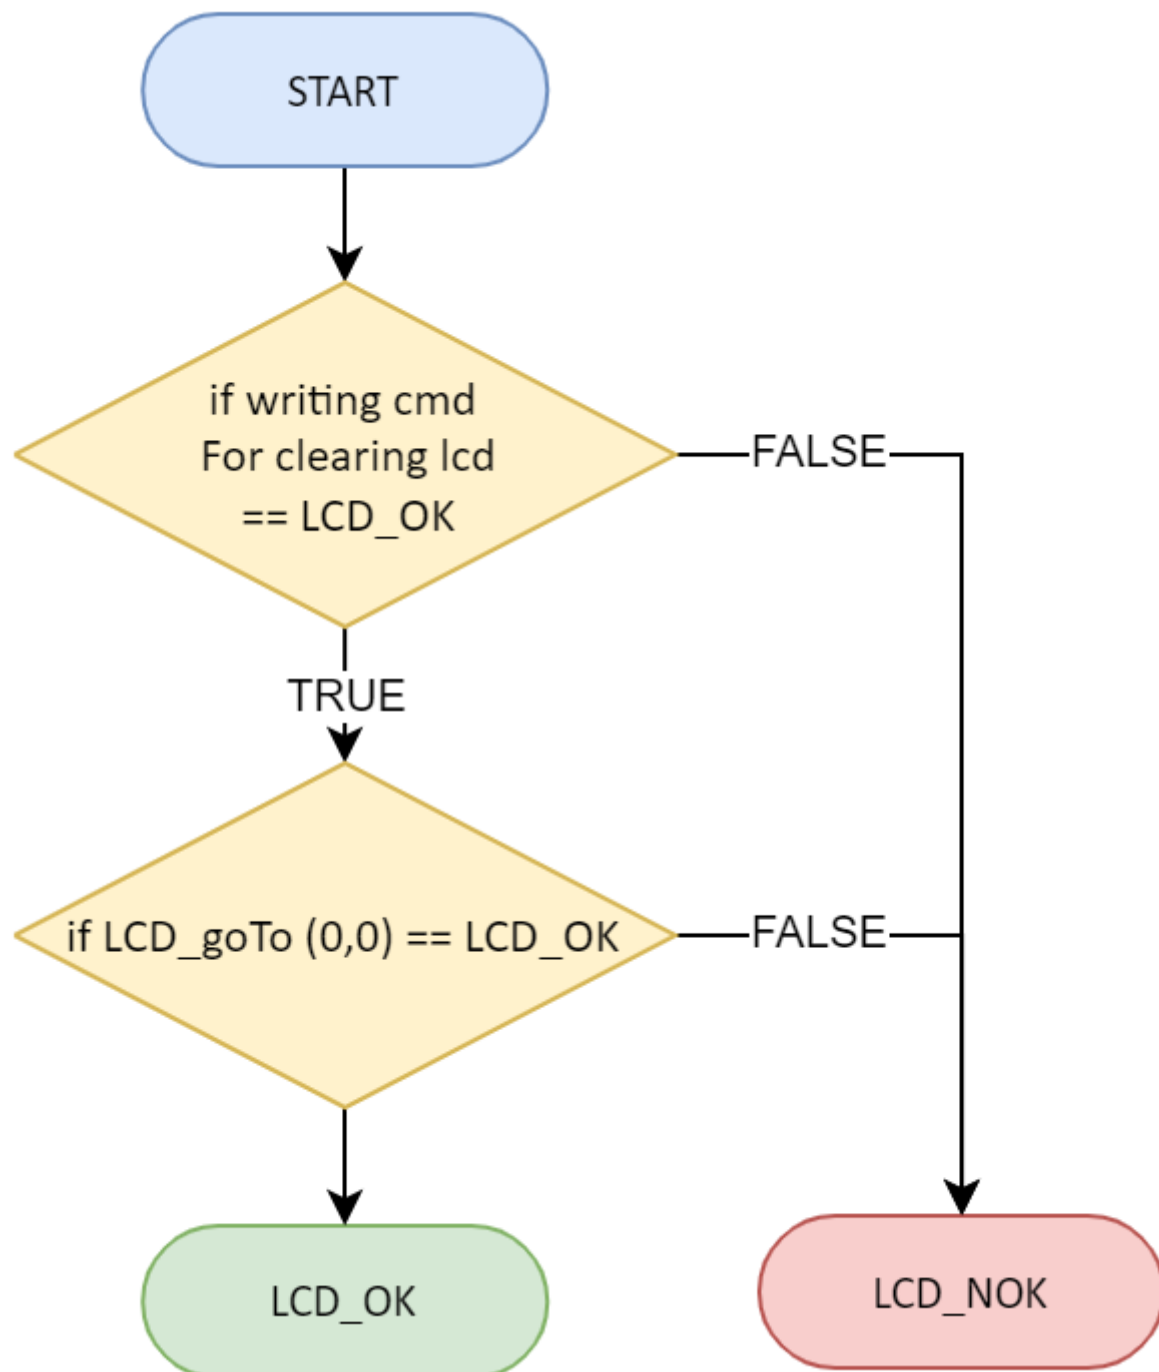 START
if writing cmd
For clearing lcd
== LCD_OK
FALSE
TRUE
if LCD_goTo (0,0) == LCD_OK
FALSE
LCD_OK
LCD_NOK